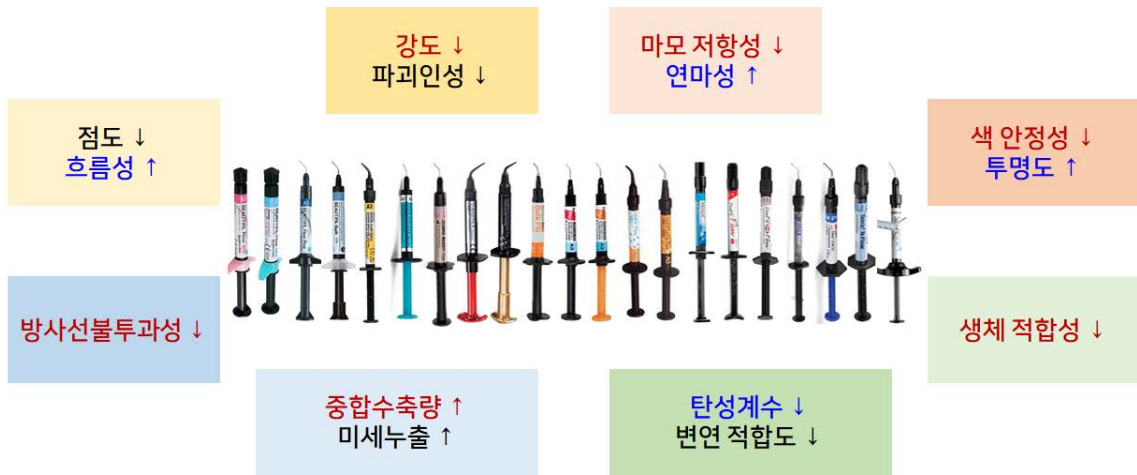 강도 ↓
파괴인성 ↓
마모 저항성 ↓
연마성 ↑
점도 ↓
흐름성 ↑
색 안정성 ↓
투명도 ↑
방사선불투과성 ↓
생체 적합성 ↓
중합수축량 ↑
미세누출 ↑
탄성계수 ↓
변연 적합도 ↓